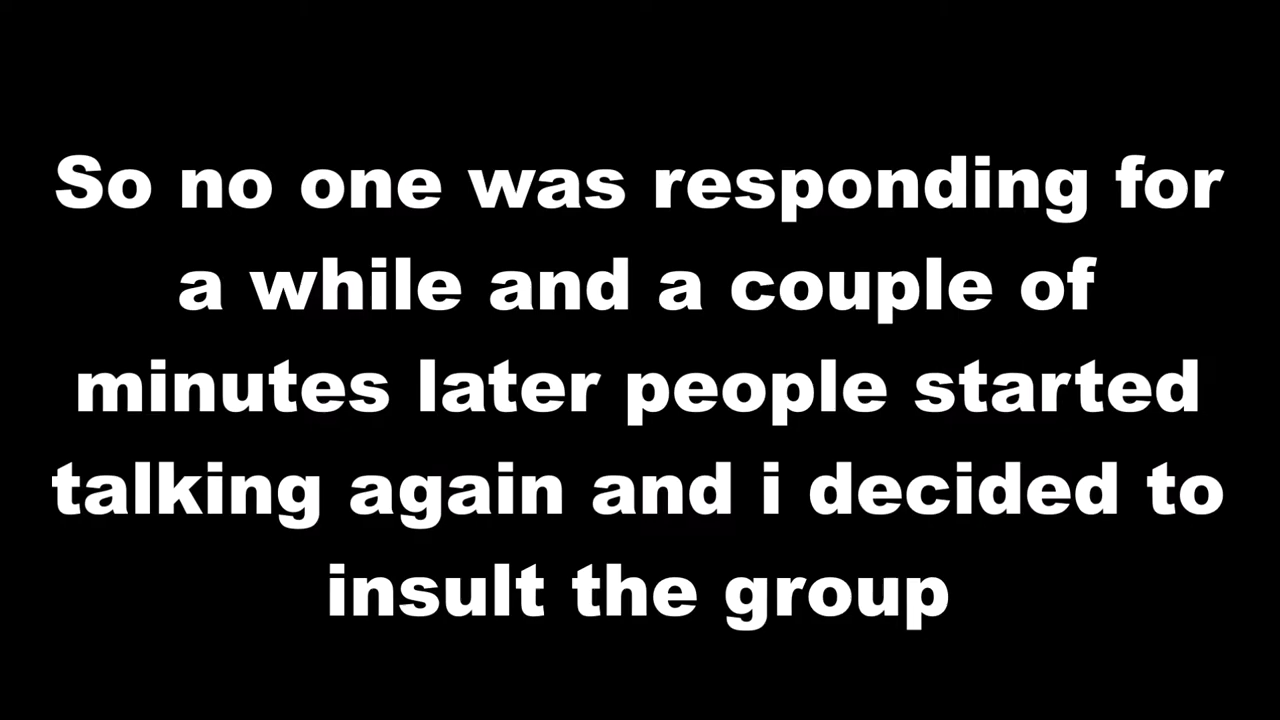 So no one was responding for
a while and a couple of
minutes later people started
talking again and i decided to
insult the group